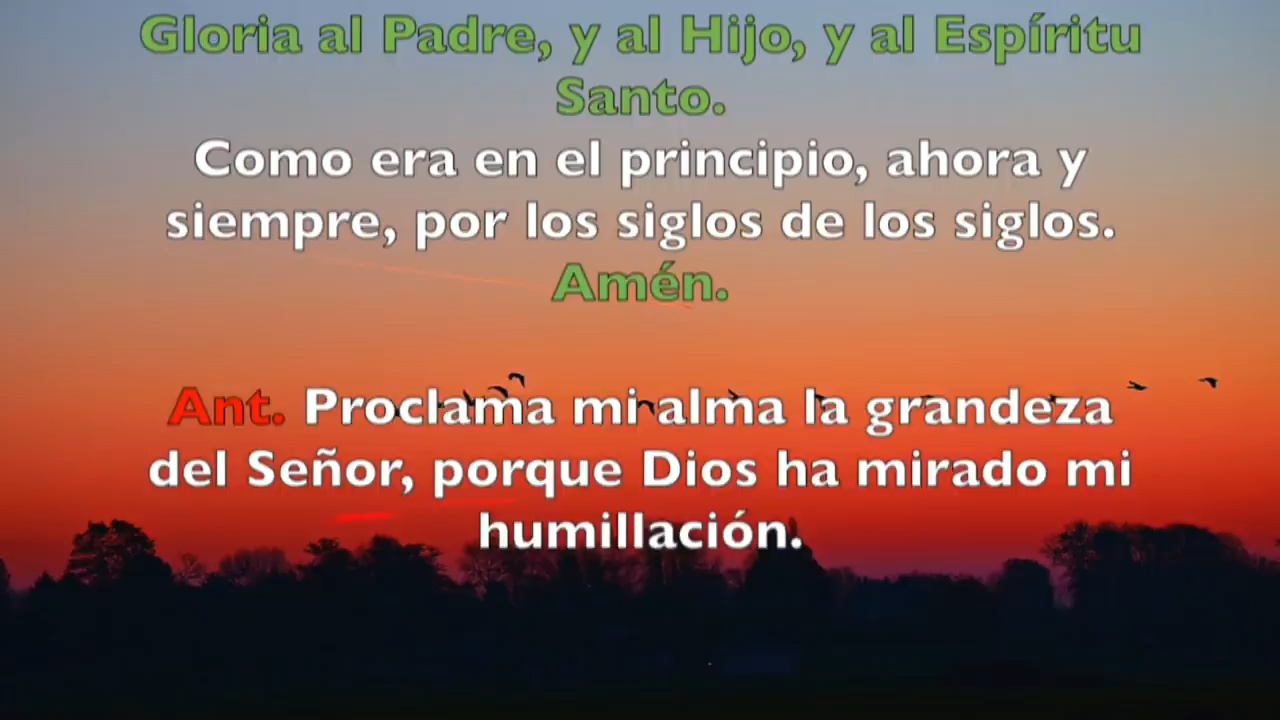 Gloria al Padre, y al Hijo, y al Espíritu
Santo.
Como era en el principio, ahora y
siempre, por los siglos de los siglos.
Amén.
Ant. Proclama mi alma la grandeza
del Señor, porque Dios ha mirado mi
humillación.